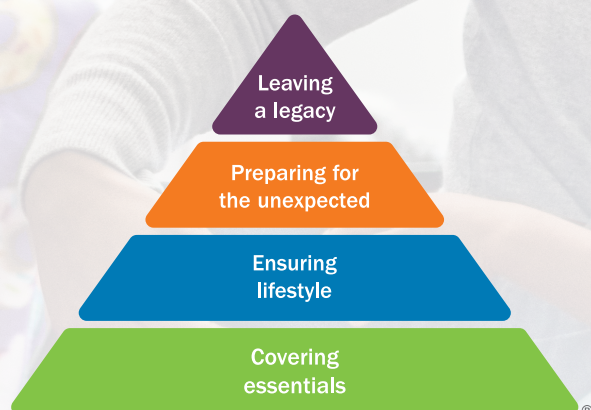 Leaving
a legacy
Preparing for
the unexpected
Ensuring
lifestyle
Covering
essentials
®